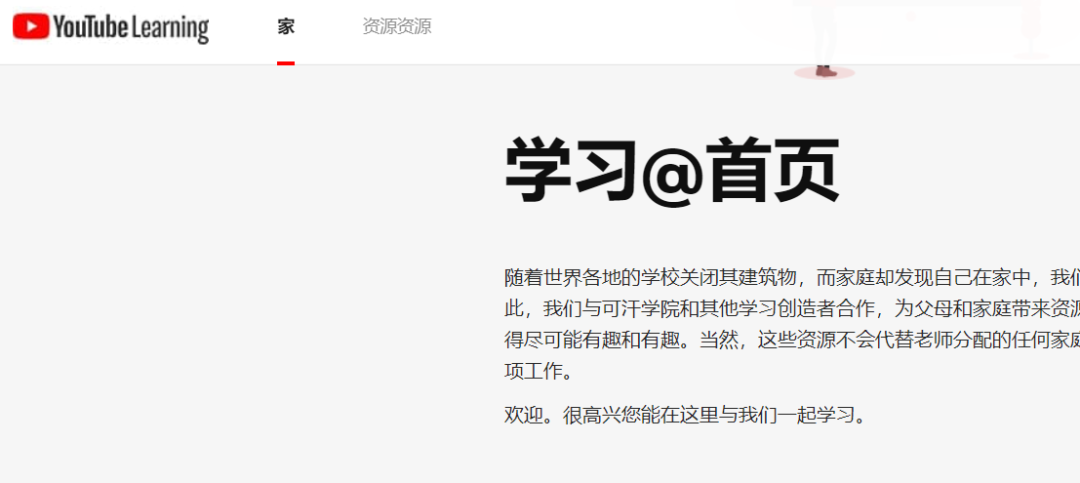 YouTube Learning
家
资源资源
学习@首页
随着世界各地的学校关闭其建筑物，而家庭却发现自己在家中，我们
此，我们与可汗学院和其他学习创造者合作，为父母和家庭带来资源
得尽可能有趣和有趣。当然，这些资源不会代替老师分配的任何家庭
项工作。
欢迎。很高兴您能在这里与我们一起学习。